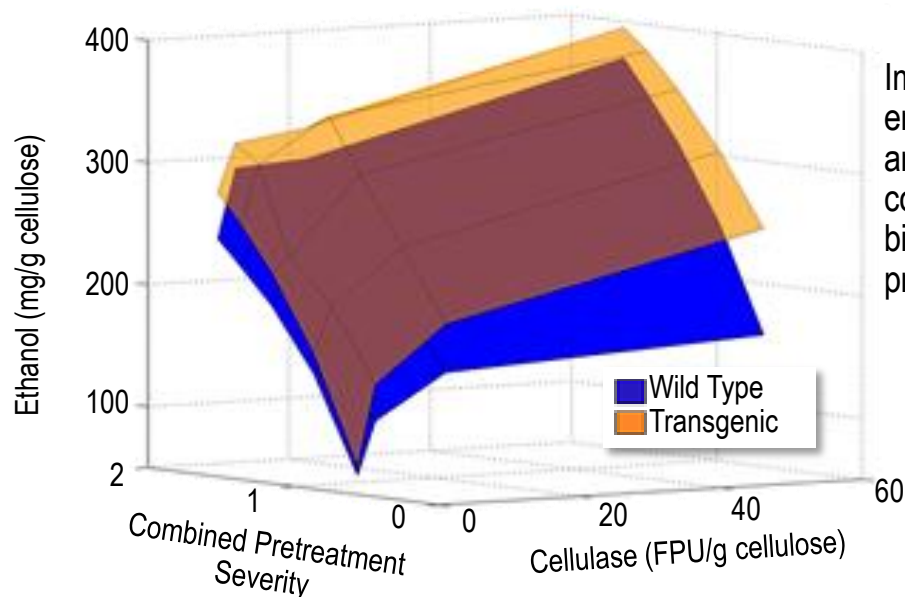 400
300
200
100
2
1
0
0
20
40
60
Ethanol (mg/g cellulose)
Combined Pretreatment
Severity
Cellulase (FPU/g cellulose)
Wild Type
Transgenic